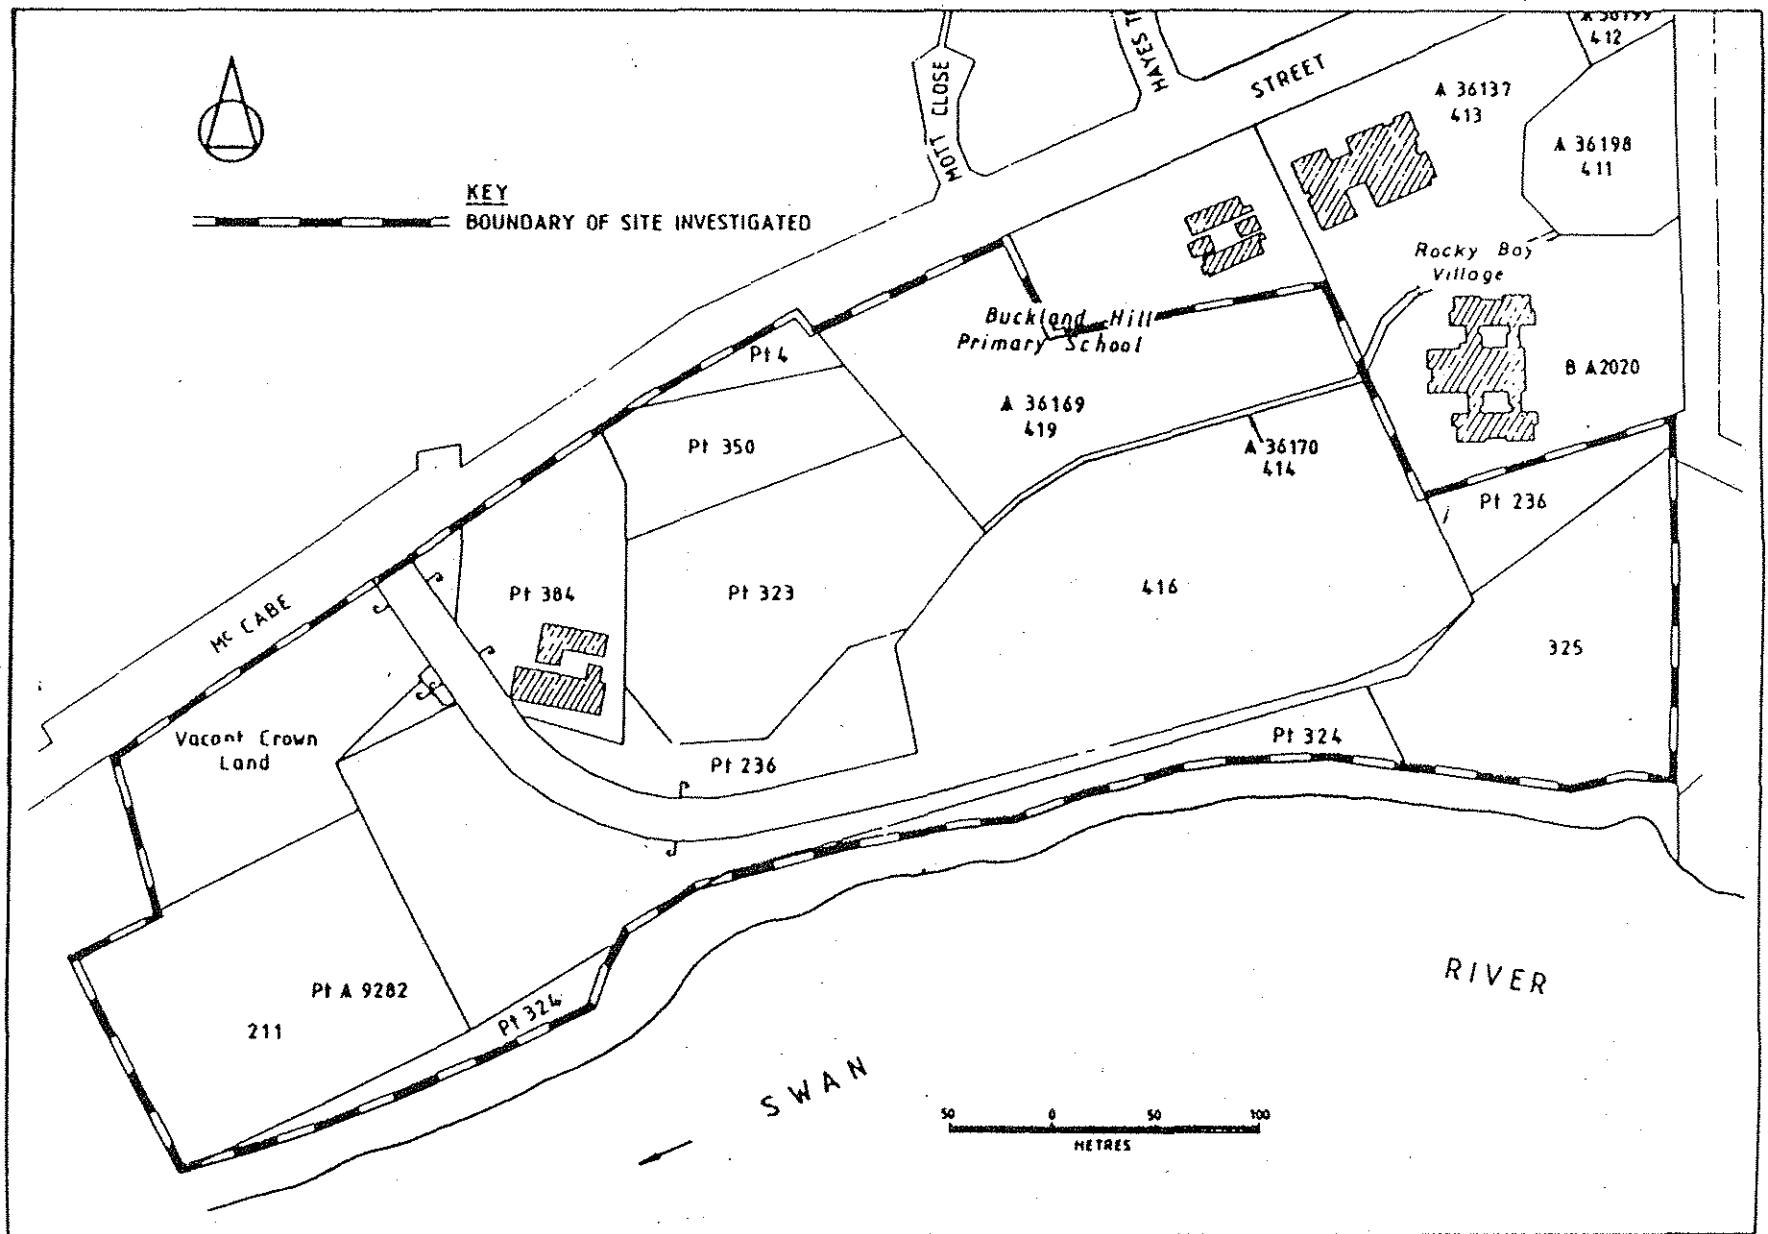 A 36199
412
HAYES
MOTT CLOSE
STREET
A 36137
413
A 36198
411
KEY
BOUNDARY OF SITE INVESTIGATED
Rocky Bay
Village
Buckland Hill
Primary School
Pt 4
B A2020
A 36169
419
Pt 350
A 36170
414
Pt 236
Pt 384
Pt 323
416
Mc CABE
325
Vacant Crown
Land
Pt 324
Pt 236
RIVER
Pt A 9282
Pt 324
211
SWAN
50 0 50 100
METRES